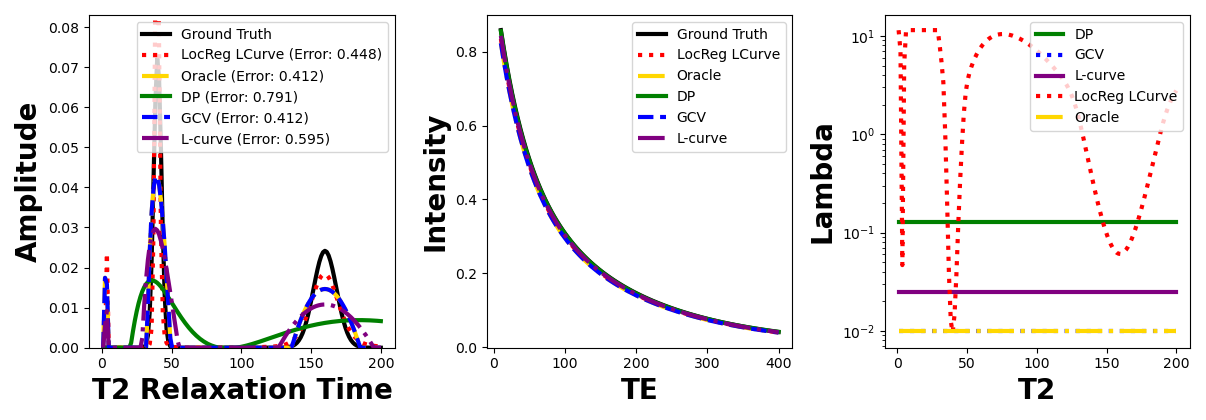 Amplitude
0.08
0.07
0.06
0.05
0.04
0.03
0.02
0.01
0.00
0
50
100
150
200
T2 Relaxation Time
Ground Truth
LocReg LCurve (Error: 0.448)
Oracle (Error: 0.412)
DP (Error: 0.791)
GCV (Error: 0.412)
L-curve (Error: 0.595)
Intensity
0.8
0.6
0.4
0.2
0.0
0
100
200
300
400
TE
Ground Truth
LocReg LCurve
Oracle
DP
GCV
L-curve
Lambda
10¹
10⁰
10⁻¹
10⁻²
0
50
100
150
200
T2
DP
GCV
L-curve
LocReg LCurve
Oracle